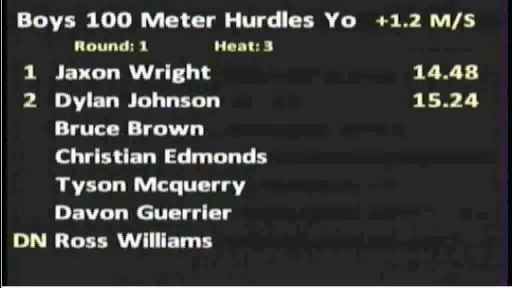 Boys 100 Meter Hurdles Yo +1.2 M/S
Round: 1 Heat: 3
1 Jaxon Wright 14.48
2 Dylan Johnson 15.24
Bruce Brown
Christian Edmonds
Tyson Mcquerry
Davon Guerrier
DN Ross Williams